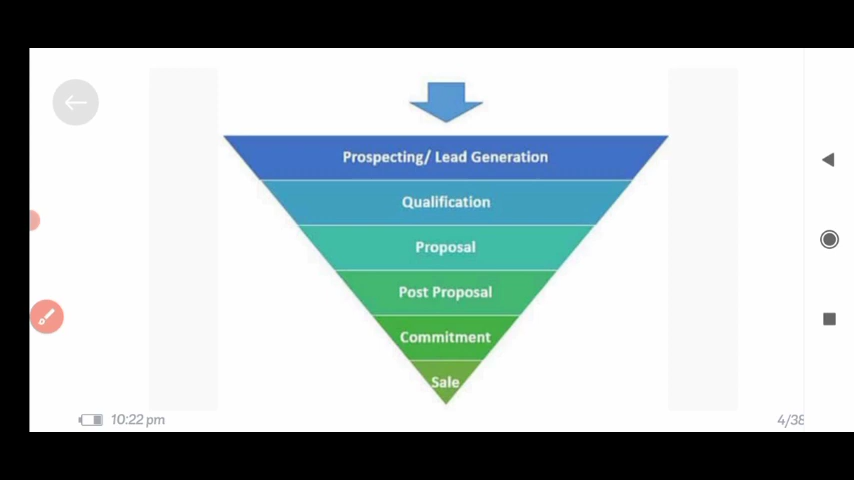 Prospecting/ Lead Generation
Qualification
Proposal
Post Proposal
Commitment
Sale
10:22 pm
4/38